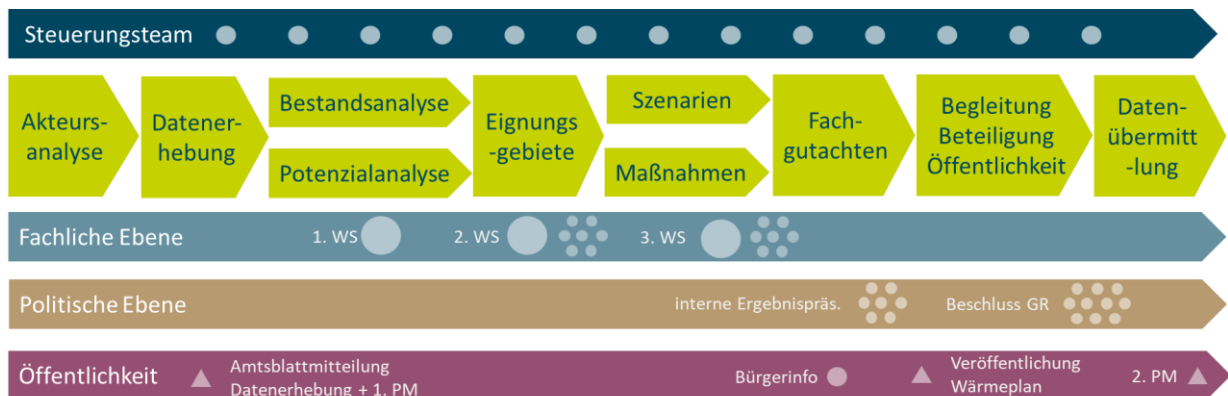 Steuerungsteam
Akteurs-
analyse
Datener-
hebung
Bestandsanalyse
Potenzialanalyse
Eignungs
-gebiete
Szenarien
Maßnahmen
Fach-
gutachten
Begleitung
Beteiligung
Öffentlichkeit
Daten-
übermitt
-lung
Fachliche Ebene
1. WS
2. WS
3. WS
Politische Ebene
interne Ergebnispräs.
Beschluss GR
Öffentlichkeit
Amtsblattmitteilung
Datenerhebung + 1. PM
Bürgerinfo
Veröffentlichung
Wärmeplan
2. PM